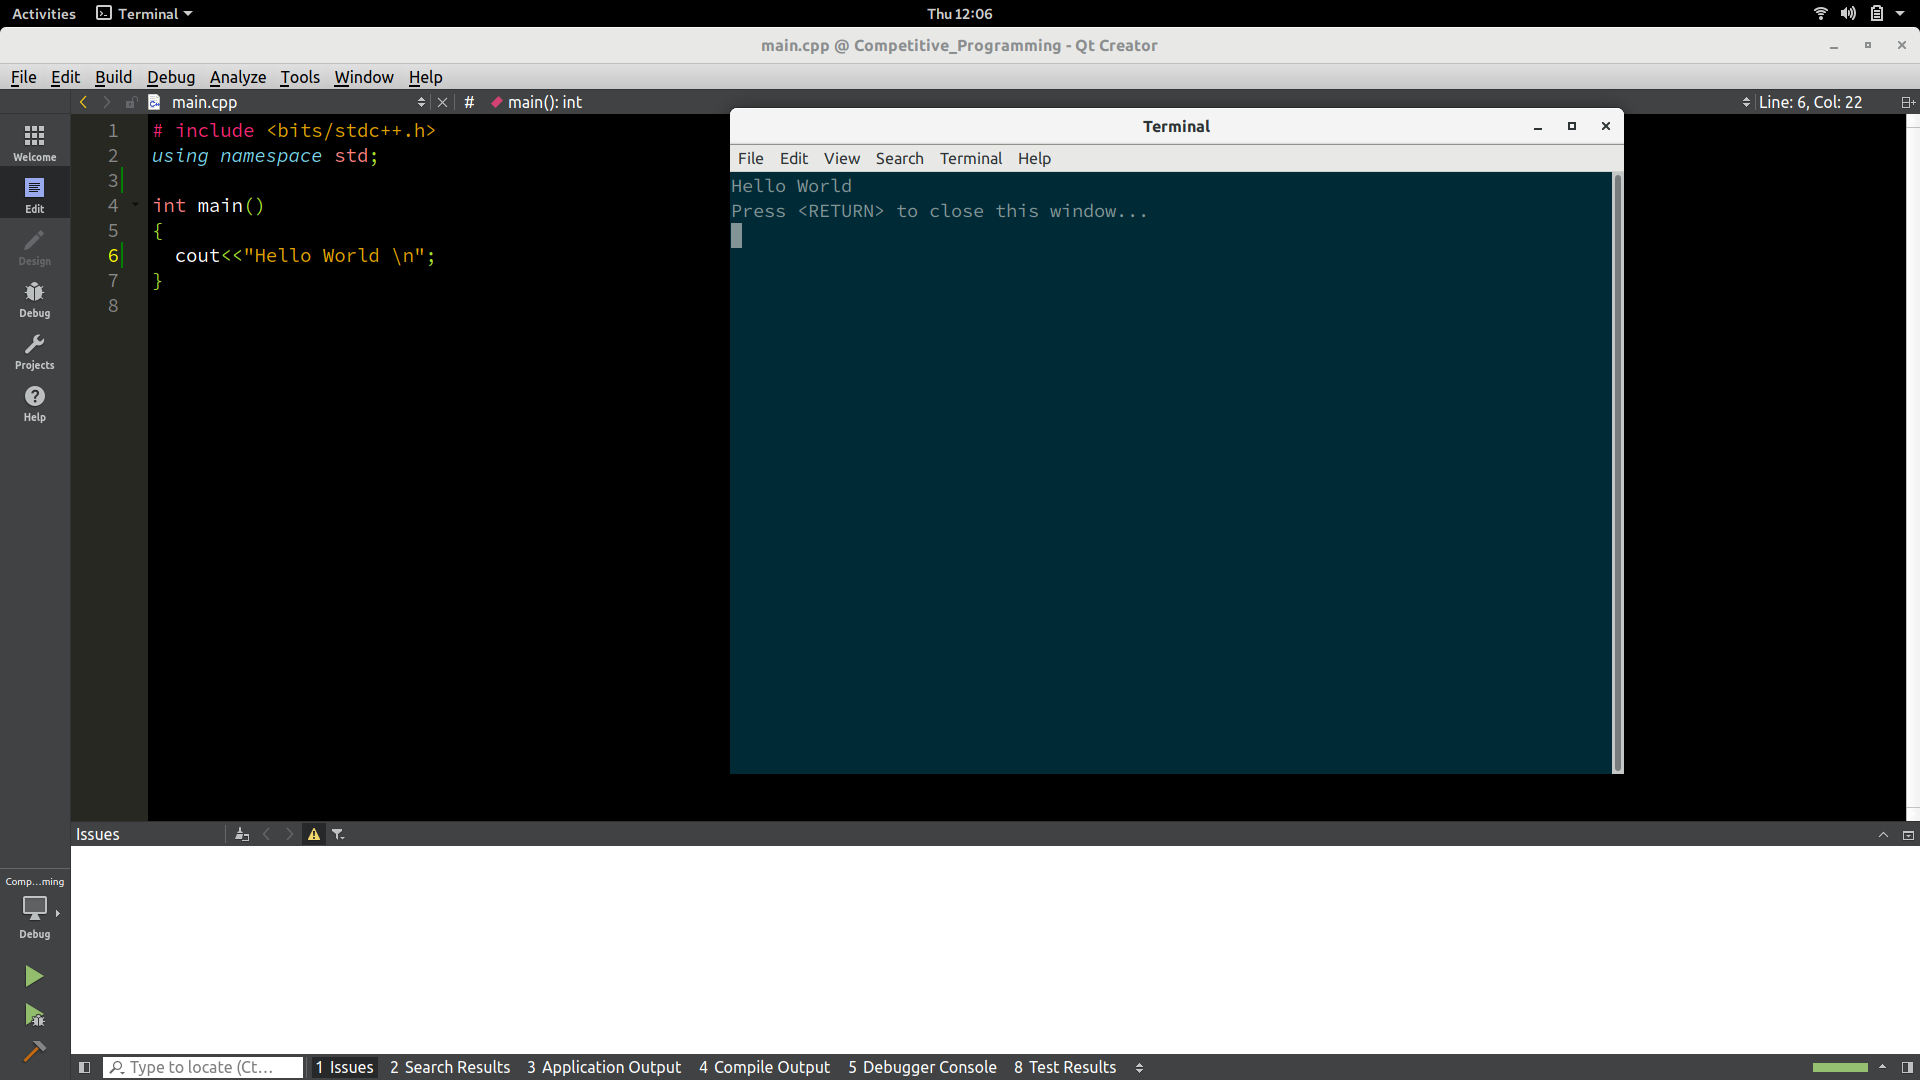 Activities Terminal Thu 12:06
main.cpp @ Competitive_Programming - Qt Creator
File Edit Build Debug Analyze Tools Window Help
main.cpp # main(): int Line: 6, Col: 22
Welcome
Edit
Design
Debug
Projects
Help
1 # include <bits/stdc++.h>
2 using namespace std;
3
4 int main()
5 {
6 cout<<"Hello World \n";
7 }
8
Terminal
File Edit View Search Terminal Help
Hello World
Press <RETURN> to close this window...
Issues
Comp...ming
Debug
Type to locate (Ct... 1 Issues 2 Search Results 3 Application Output 4 Compile Output 5 Debugger Console 8 Test Results